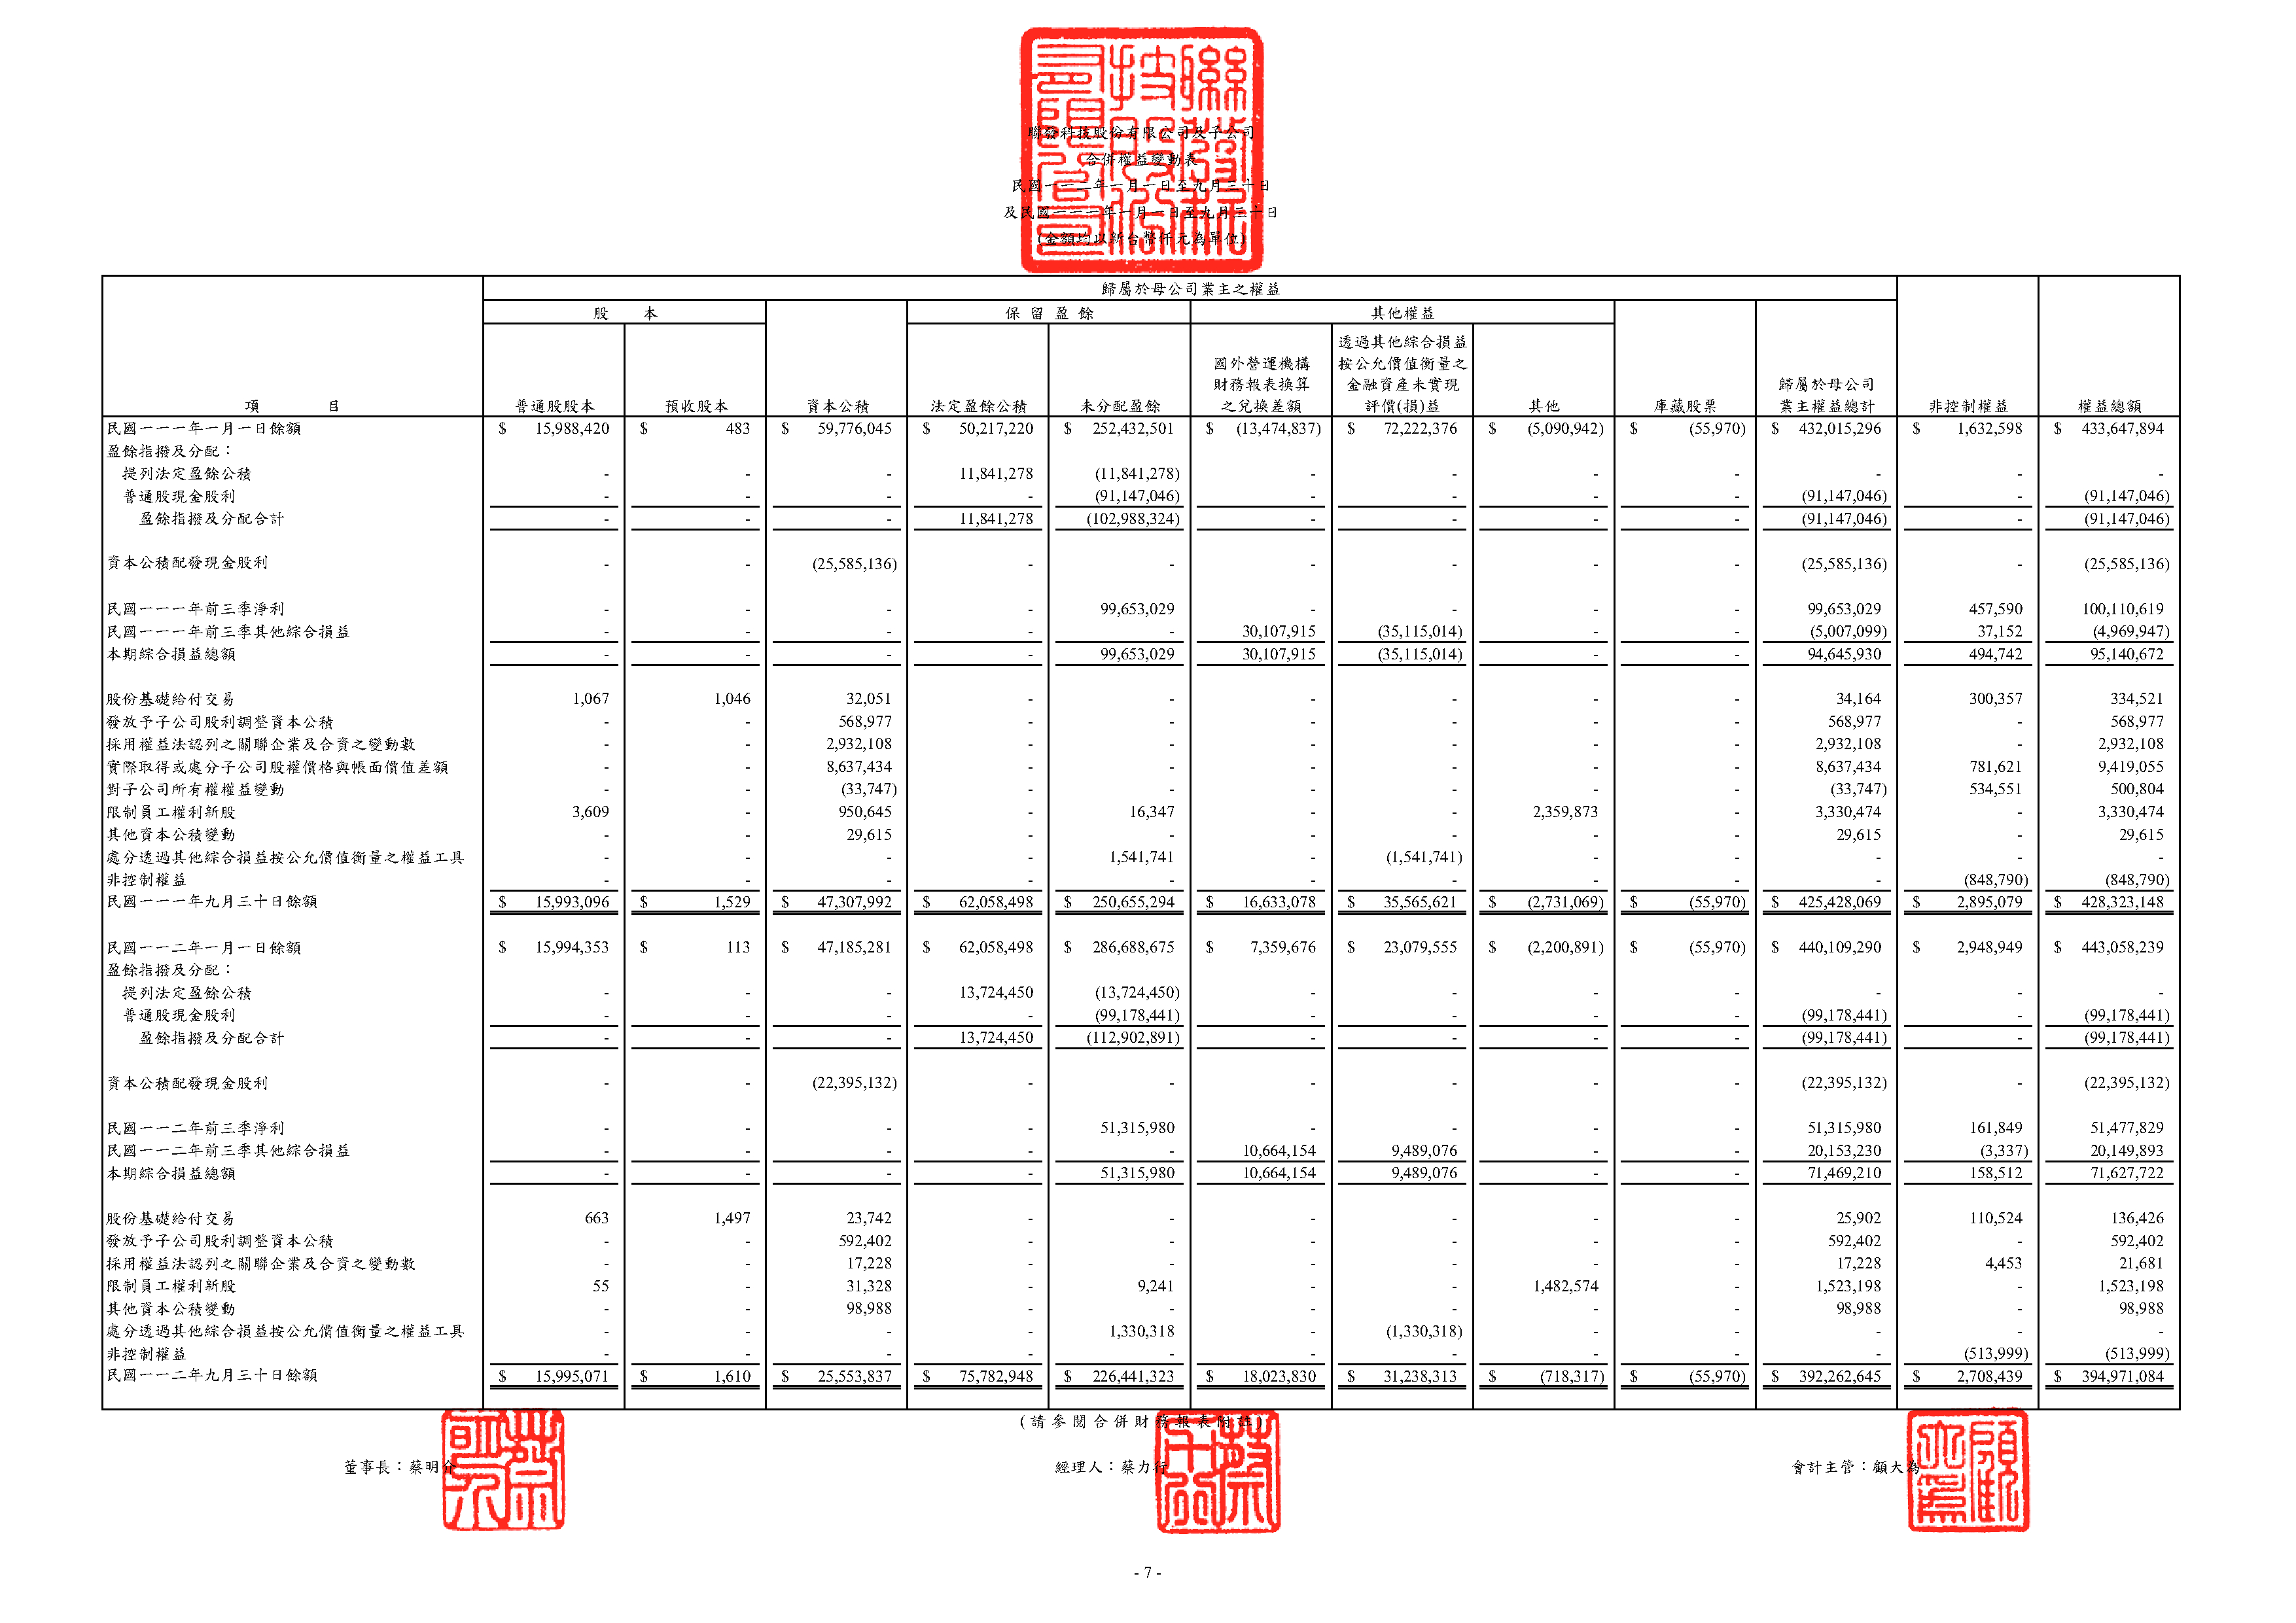 聯發科技股份有限公司及子公司
合併權益變動表
民國一一二年一月一日至九月三十日
及民國一一一年一月一日至九月三十日
(金額均以新台幣仟元為單位)
歸屬於母公司業主之權益
股 本 保 留 盈 餘 其他權益
項 目 普通股股本 預收股本 資本公積 法定盈餘公積 未分配盈餘 國外營運機構財務報表換算之兌換差額 透過其他綜合損益按公允價值衡量之金融資產未實現評價(損)益 其他 庫藏股票 歸屬於母公司業主權益總計 非控制權益 權益總額
民國一一一年一月一日餘額 $ 15,988,420 $ 483 $ 59,776,045 $ 50,217,220 $ 252,432,501 $ (13,474,837) $ 72,222,376 $ (5,090,942) $ (55,970) $ 432,015,296 $ 1,632,598 $ 433,647,894
盈餘指撥及分配：
提列法定盈餘公積 - - - 11,841,278 (11,841,278) - - - - - - -
普通股現金股利 - - - - (91,147,046) - - - - (91,147,046) - (91,147,046)
盈餘指撥及分配合計 - - - 11,841,278 (102,988,324) - - - - (91,147,046) - (91,147,046)
資本公積配發現金股利 - - (25,585,136) - - - - - - (25,585,136) - (25,585,136)
民國一一一年前三季淨利 - - - - 99,653,029 - - - - 99,653,029 457,590 100,110,619
民國一一一年前三季其他綜合損益 - - - - - 30,107,915 (35,115,014) - - (5,007,099) 37,152 (4,969,947)
本期綜合損益總額 - - - - 99,653,029 30,107,915 (35,115,014) - - 94,645,930 494,742 95,140,672
股份基礎給付交易 1,067 1,046 32,051 - - - - - - 34,164 300,357 334,521
發放予子公司股利調整資本公積 - - 568,977 - - - - - - 568,977 - 568,977
採用權益法認列之關聯企業及合資之變動數 - - 2,932,108 - - - - - - 2,932,108 - 2,932,108
實際取得或處分子公司股權價格與帳面價值差額 - - 8,637,434 - - - - - - 8,637,434 781,621 9,419,055
對子公司所有權權益變動 - - (33,747) - - - - - - (33,747) 534,551 500,804
限制員工權利新股 3,609 - 950,645 - 16,347 - - 2,359,873 - 3,330,474 - 3,330,474
其他資本公積變動 - - 29,615 - - - - - - 29,615 - 29,615
處分透過其他綜合損益按公允價值衡量之權益工具 - - - - 1,541,741 - (1,541,741) - - - - -
非控制權益 - - - - - - - - - - (848,790) (848,790)
民國一一一年九月三十日餘額 $ 15,993,096 $ 1,529 $ 47,307,992 $ 62,058,498 $ 250,655,294 $ 16,633,078 $ 35,565,621 $ (2,731,069) $ (55,970) $ 425,428,069 $ 2,895,079 $ 428,323,148
民國一一二年一月一日餘額 $ 15,994,353 $ 113 $ 47,185,281 $ 62,058,498 $ 286,688,675 $ 7,359,676 $ 23,079,555 $ (2,200,891) $ (55,970) $ 440,109,290 $ 2,948,949 $ 443,058,239
盈餘指撥及分配：
提列法定盈餘公積 - - - 13,724,450 (13,724,450) - - - - - - -
普通股現金股利 - - - - (99,178,441) - - - - (99,178,441) - (99,178,441)
盈餘指撥及分配合計 - - - 13,724,450 (112,902,891) - - - - (99,178,441) - (99,178,441)
資本公積配發現金股利 - - (22,395,132) - - - - - - (22,395,132) - (22,395,132)
民國一一二年前三季淨利 - - - - 51,315,980 - - - - 51,315,980 161,849 51,477,829
民國一一二年前三季其他綜合損益 - - - - - 10,664,154 9,489,076 - - 20,153,230 (3,337) 20,149,893
本期綜合損益總額 - - - - 51,315,980 10,664,154 9,489,076 - - 71,469,210 158,512 71,627,722
股份基礎給付交易 663 1,497 23,742 - - - - - - 25,902 110,524 136,426
發放予子公司股利調整資本公積 - - 592,402 - - - - - - 592,402 - 592,402
採用權益法認列之關聯企業及合資之變動數 - - 17,228 - - - - - - 17,228 4,453 21,681
限制員工權利新股 55 - 31,328 - 9,241 - - 1,482,574 - 1,523,198 - 1,523,198
其他資本公積變動 - - 98,988 - - - - - - 98,988 - 98,988
處分透過其他綜合損益按公允價值衡量之權益工具 - - - - 1,330,318 - (1,330,318) - - - - -
非控制權益 - - - - - - - - - - (513,999) (513,999)
民國一一二年九月三十日餘額 $ 15,995,071 $ 1,610 $ 25,553,837 $ 75,782,948 $ 226,441,323 $ 18,023,830 $ 31,238,313 $ (718,317) $ (55,970) $ 392,262,645 $ 2,708,439 $ 394,971,084
(請參閱合併財務報表附註)
董事長：蔡明介 經理人：蔡力行 會計主管：顧大為
- 7 -